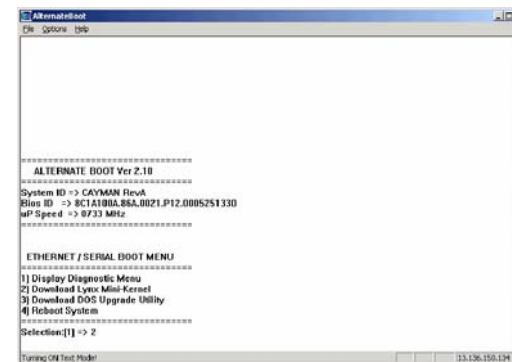 AlternateBoot
File Options Help
==============================
ALTERNATE BOOT Ver 2.10
==============================
System ID => CAYMAN RevA
Bios ID => 8C1A100A.86A.0021.P12.0005251330
uP Speed => 0733 MHz
==============================
ETHERNET / SERIAL BOOT MENU
==============================
1] Display Diagnostic Menu
2] Download Lynx Mini-Kernel
3] Download DOS Upgrade Utility
4] Reboot System
==============================
Selection:[1] => 2
Turning ON Text Mode!
13.136.150.134